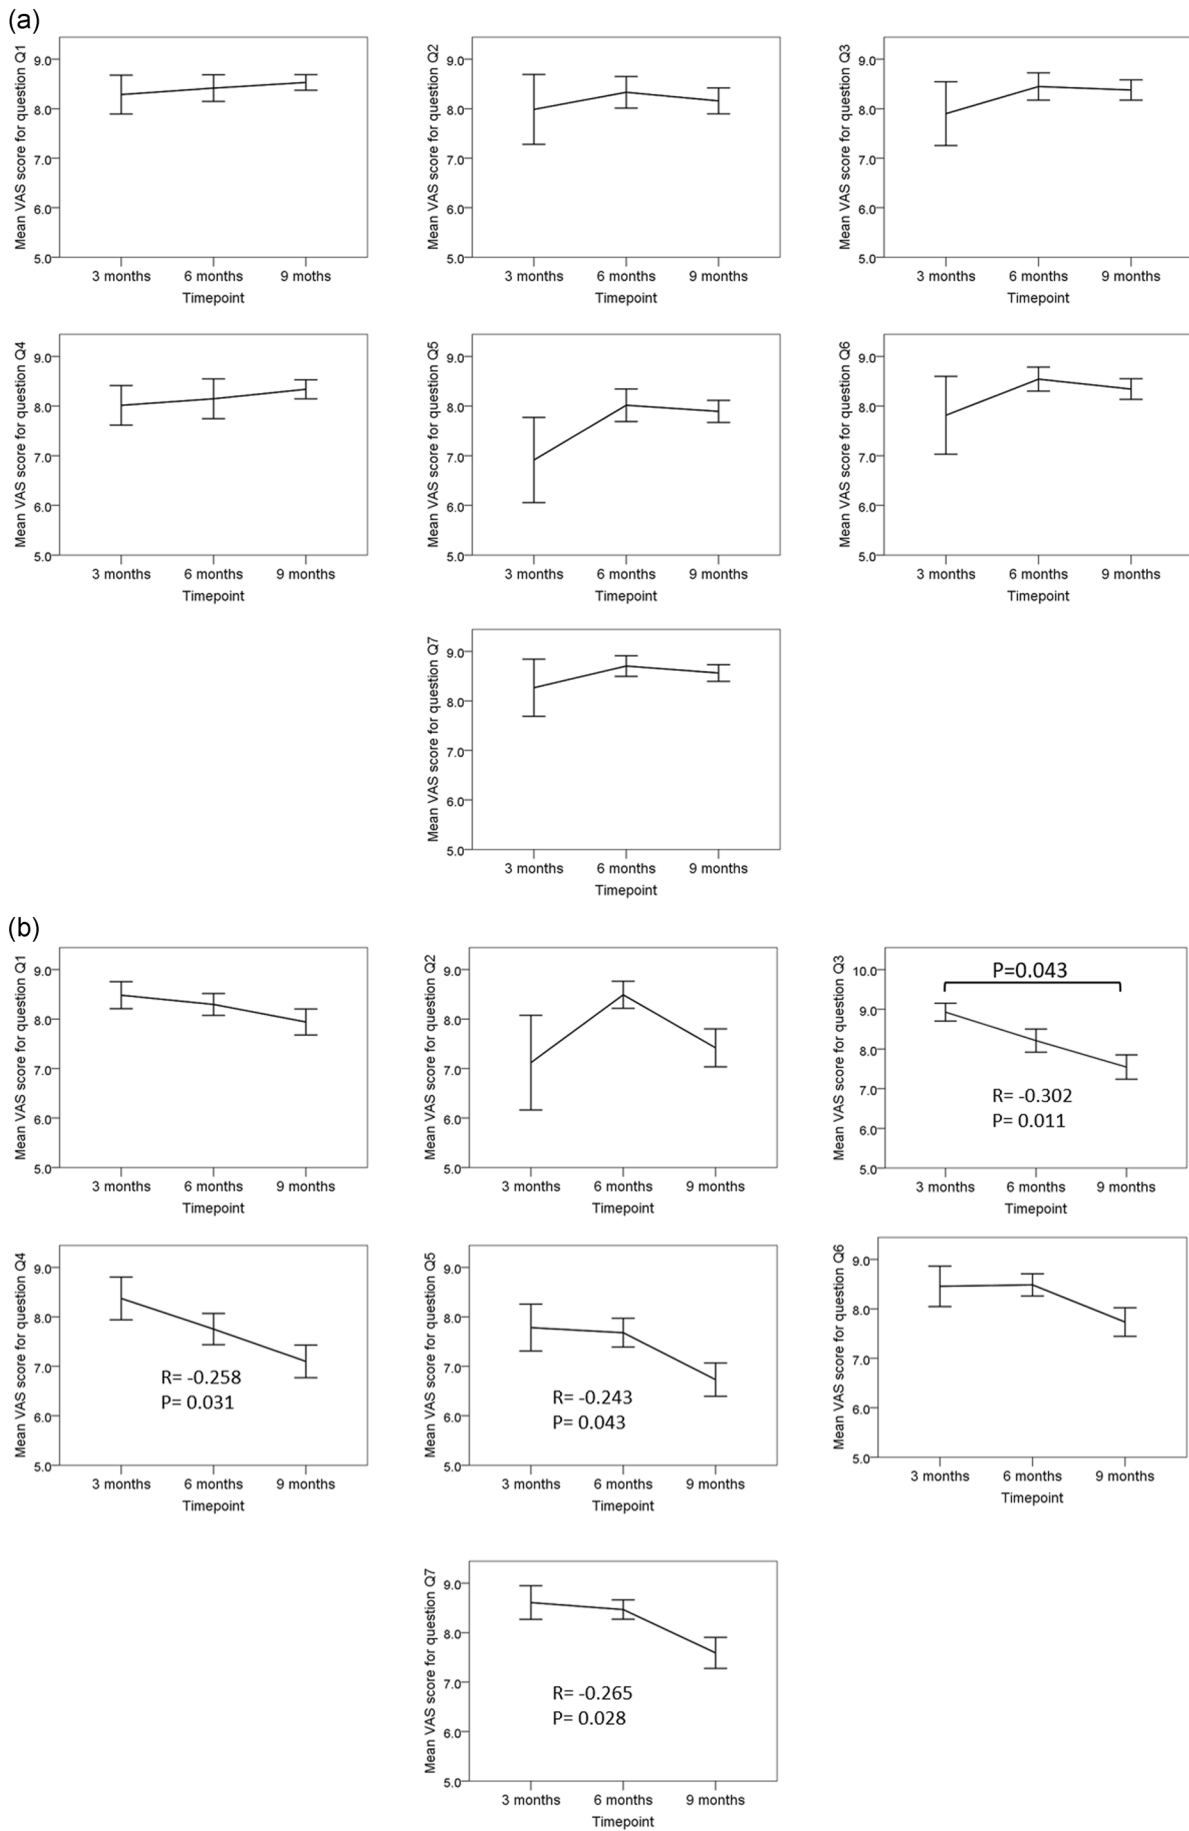 (a)
Mean VAS score for question Q1
9.0
8.0
7.0
6.0
5.0
3 months 6 months 9 moths
Timepoint
Mean VAS score for question Q2
9.0
8.0
7.0
6.0
5.0
3 months 6 months 9 months
Timepoint
Mean VAS score for question Q3
9.0
8.0
7.0
6.0
5.0
3 months 6 months 9 months
Timepoint
Mean VAS score for question Q4
9.0
8.0
7.0
6.0
5.0
3 months 6 months 9 months
Timepoint
Mean VAS score for question Q5
9.0
8.0
7.0
6.0
5.0
3 months 6 months 9 months
Timepoint
Mean VAS score for question Q6
9.0
8.0
7.0
6.0
5.0
3 months 6 months 9 months
Timepoint
Mean VAS score for question Q7
9.0
8.0
7.0
6.0
5.0
3 months 6 months 9 months
Timepoint
(b)
Mean VAS score for question Q1
9.0
8.0
7.0
6.0
5.0
3 months 6 months 9 months
Timepoint
Mean VAS score for question Q2
9.0
8.0
7.0
6.0
5.0
3 months 6 months 9 months
Timepoint
Mean VAS score for question Q3
10.0
9.0
8.0
7.0
6.0
5.0
P=0.043
R= -0.302
P= 0.011
3 months 6 months 9 months
Timepoint
Mean VAS score for question Q4
9.0
8.0
7.0
6.0
5.0
R= -0.258
P= 0.031
3 months 6 months 9 months
Timepoint
Mean VAS score for question Q5
9.0
8.0
7.0
6.0
5.0
R= -0.243
P= 0.043
3 months 6 months 9 months
Timepoint
Mean VAS score for question Q6
9.0
8.0
7.0
6.0
5.0
3 months 6 months 9 months
Timepoint
Mean VAS score for question Q7
9.0
8.0
7.0
6.0
5.0
R= -0.265
P= 0.028
3 months 6 months 9 months
Timepoint